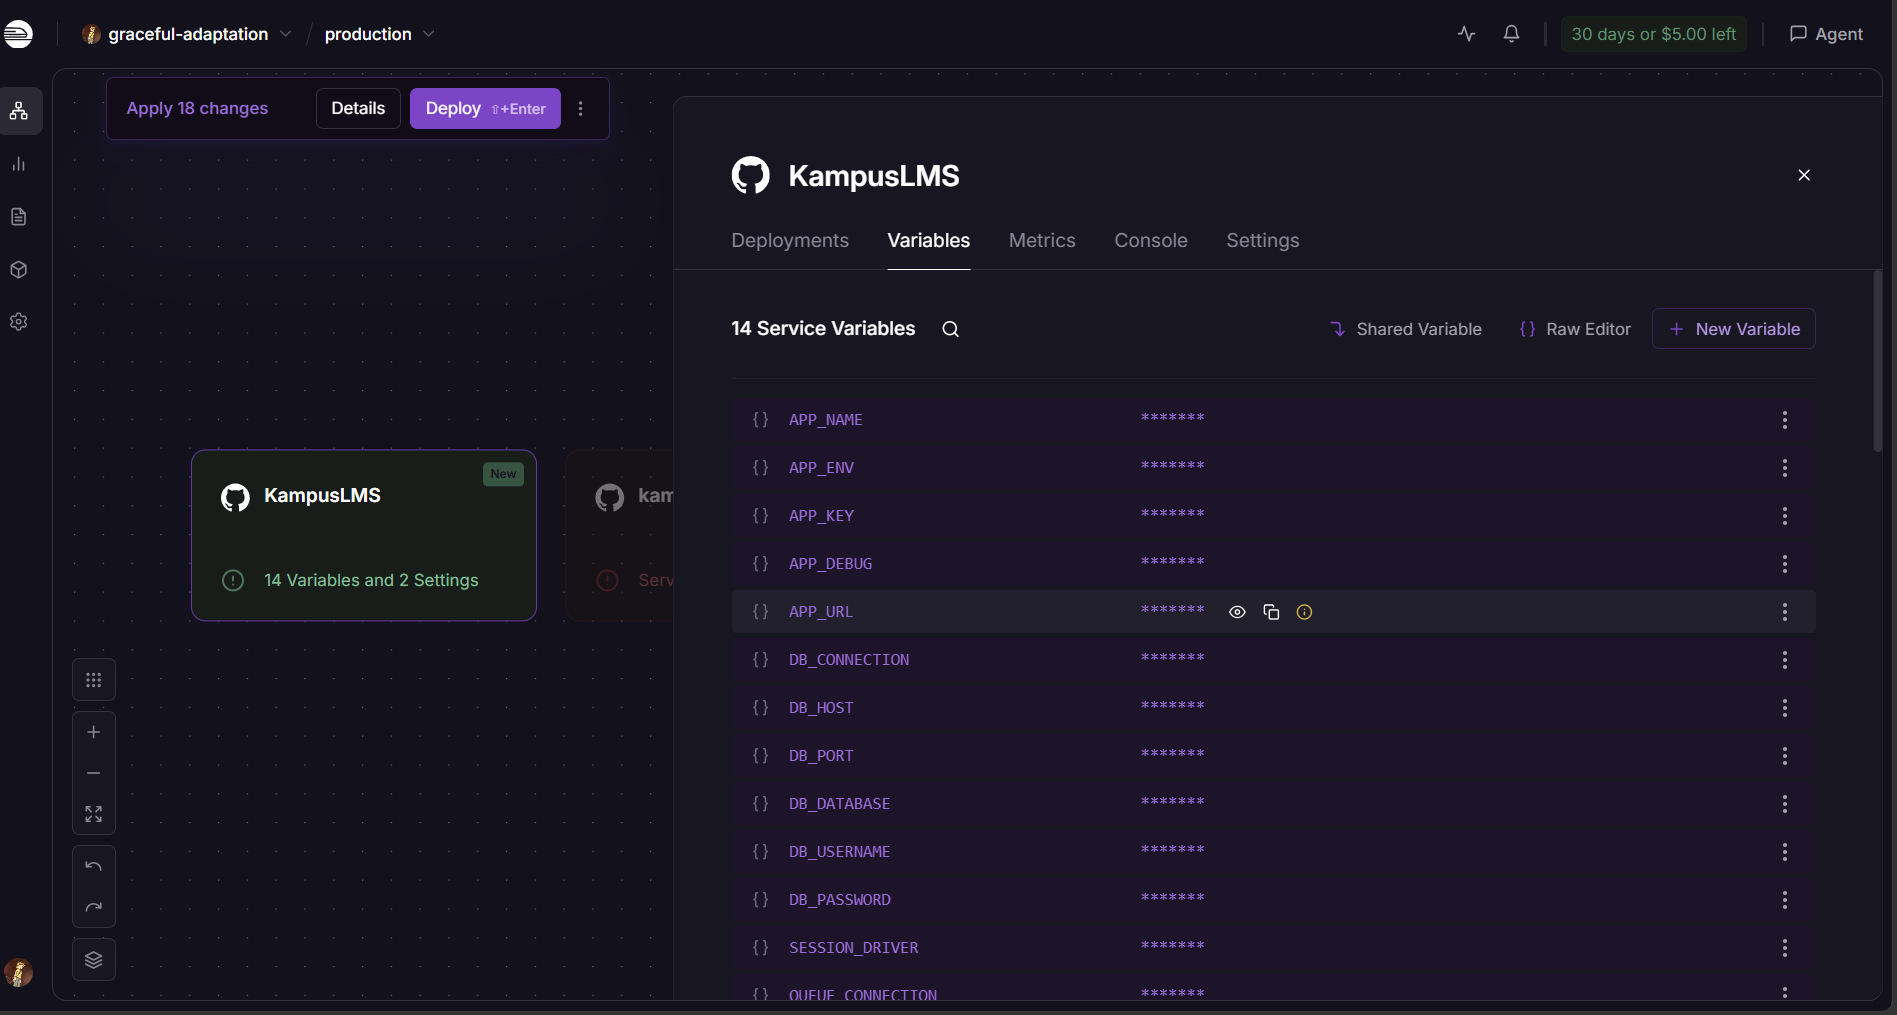 graceful-adaptation / production
30 days or $5.00 left
Agent
Apply 18 changes
Details
Deploy ⇧+Enter
KampusLMS
Deployments Variables Metrics Console Settings
14 Service Variables
Shared Variable
{} Raw Editor
+ New Variable
New
KampusLMS
14 Variables and 2 Settings
kam
Serv
{} APP_NAME *******
{} APP_ENV *******
{} APP_KEY *******
{} APP_DEBUG *******
{} APP_URL *******
{} DB_CONNECTION *******
{} DB_HOST *******
{} DB_PORT *******
{} DB_DATABASE *******
{} DB_USERNAME *******
{} DB_PASSWORD *******
{} SESSION_DRIVER *******
{} QUEUE_CONNECTION *******